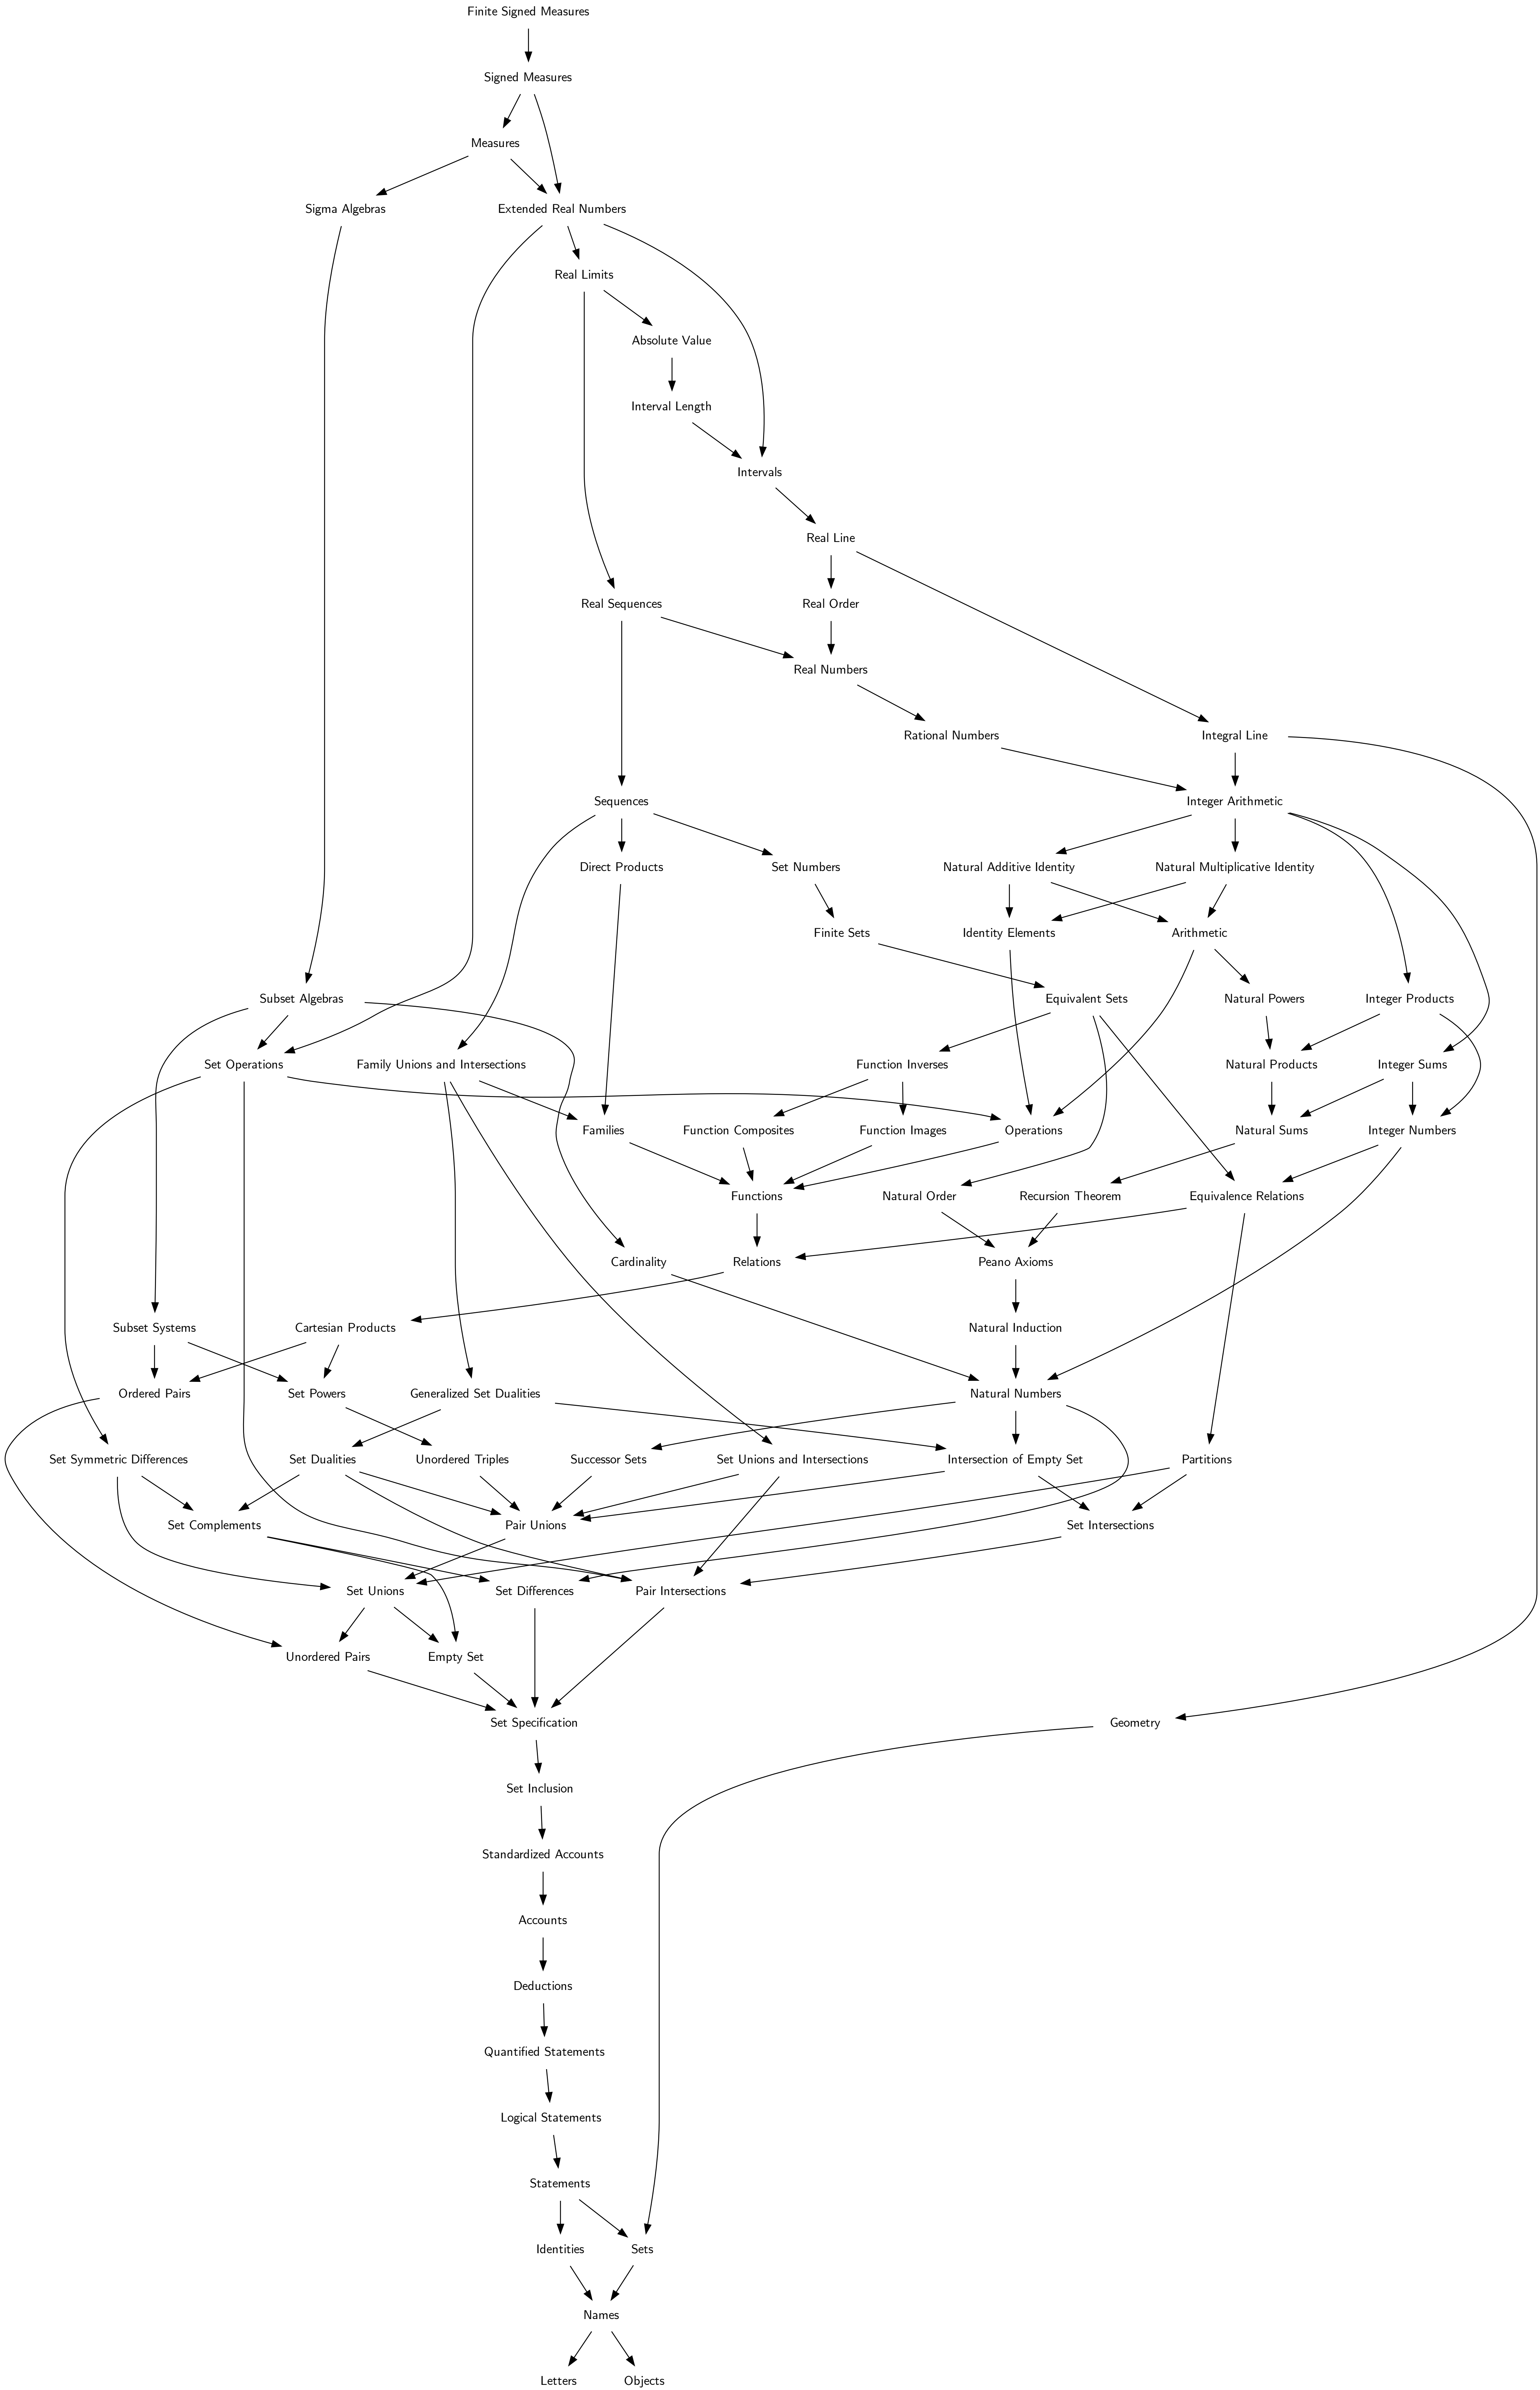 Finite Signed Measures
Signed Measures
Measures
Sigma Algebras
Extended Real Numbers
Real Limits
Absolute Value
Interval Length
Intervals
Real Line
Real Sequences
Real Order
Real Numbers
Rational Numbers
Integral Line
Sequences
Integer Arithmetic
Direct Products
Set Numbers
Natural Additive Identity
Natural Multiplicative Identity
Finite Sets
Identity Elements
Arithmetic
Subset Algebras
Equivalent Sets
Natural Powers
Integer Products
Set Operations
Family Unions and Intersections
Function Inverses
Natural Products
Integer Sums
Families
Function Composites
Function Images
Operations
Natural Sums
Integer Numbers
Functions
Natural Order
Recursion Theorem
Equivalence Relations
Cardinality
Relations
Peano Axioms
Subset Systems
Cartesian Products
Natural Induction
Ordered Pairs
Set Powers
Generalized Set Dualities
Natural Numbers
Set Symmetric Differences
Set Dualities
Unordered Triples
Successor Sets
Set Unions and Intersections
Intersection of Empty Set
Partitions
Set Complements
Pair Unions
Set Intersections
Set Unions
Set Differences
Pair Intersections
Unordered Pairs
Empty Set
Set Specification
Geometry
Set Inclusion
Standardized Accounts
Accounts
Deductions
Quantified Statements
Logical Statements
Statements
Identities
Sets
Names
Letters
Objects